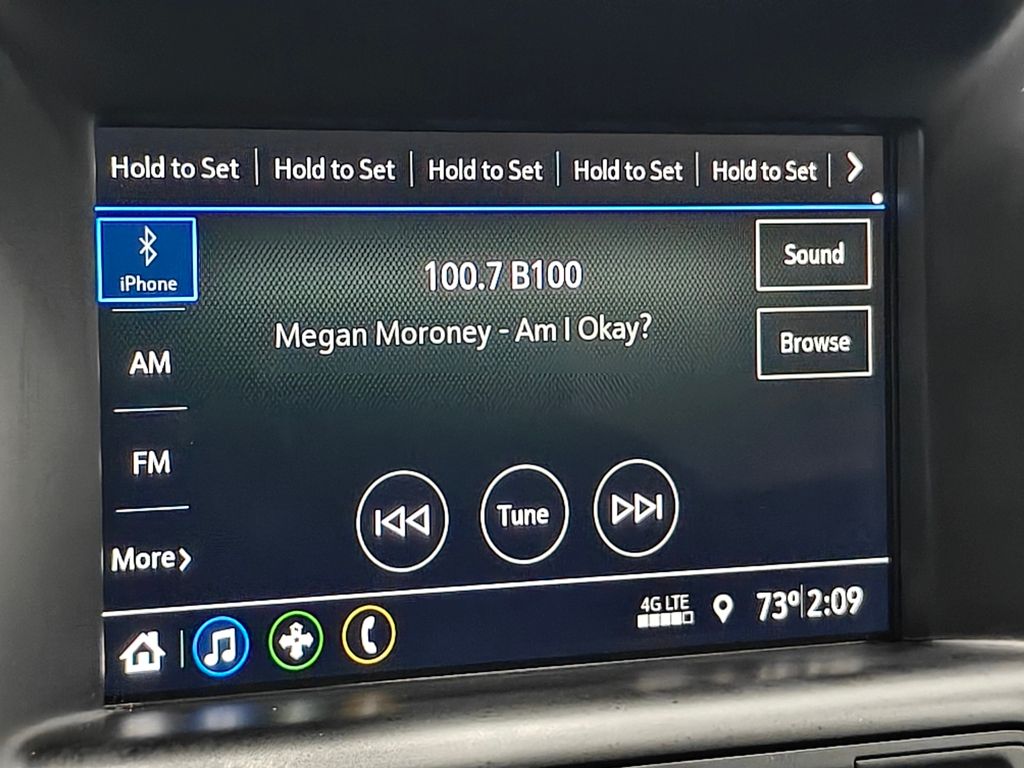 Hold to Set | Hold to Set | Hold to Set | Hold to Set | Hold to Set | >
iPhone
Sound
100.7 B100
Megan Moroney - Am I Okay?
Browse
AM
FM
Tune
More>
4G LTE
73° 2:09